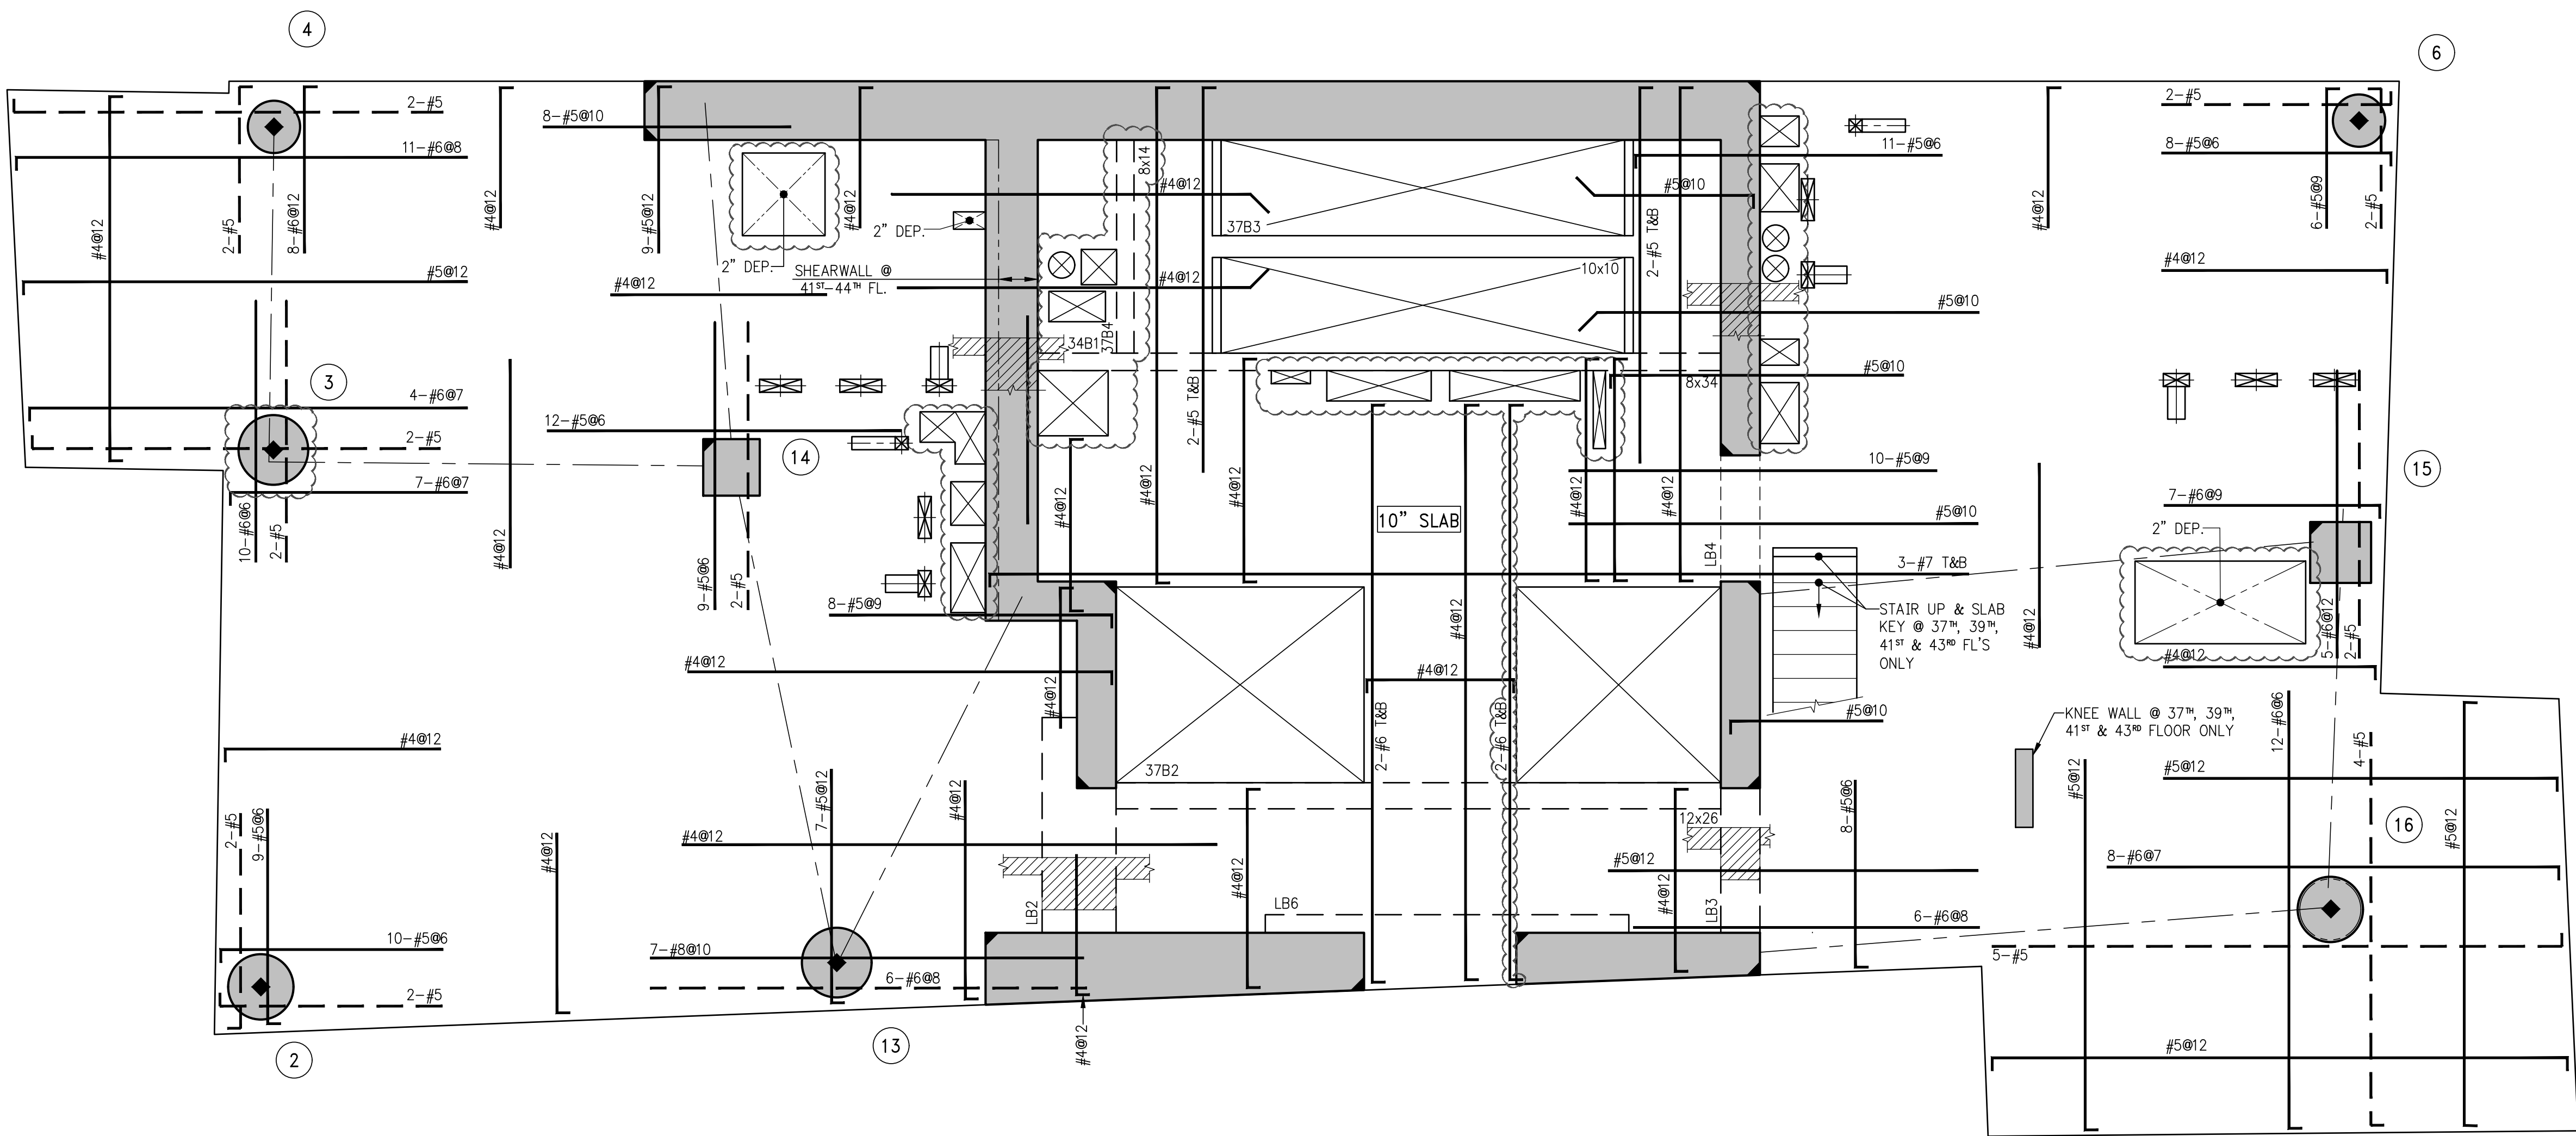 4
6
2-#5
11-#6@8
#4@12
2-#5
8-#6@12
#4@12
8-#5@10
9-#5@12
#4@12
2" DEP.
2" DEP.
SHEARWALL @
41ST-44TH FL.
#5@12
#4@12
8x14
#4@12
#4@12
37B3
10x10
#5@10
2-#5 T&B
11-#5@6
#5@10
#4@12
2-#5
8-#5@6
6-#5@9
2-#5
#4@12
3
4-#6@7
2-#5
7-#6@7
10-#6@6
2-#5
#4@12
12-#5@6
14
9-#5@6
2-#5
34B1
37B4
2-#5 T&B
#4@12
#4@12
#4@12
8x34
#5@10
10-#5@9
#5@10
#4@12
#4@12
10" SLAB
LB4
3-#7 T&B
15
7-#6@9
2" DEP.
5-#6@12
2-#5
#4@12
#4@12
STAIR UP & SLAB
KEY @ 37TH, 39TH,
41ST & 43RD FL'S
ONLY
8-#5@9
#4@12
#4@12
#4@12
#4@12
2-#6 T&B
2-#6 T&B
#5@10
KNEE WALL @ 37TH, 39TH,
41ST & 43RD FLOOR ONLY
12-#6@6
4-#5
#5@12
#5@12
16
8-#6@7
#5@12
#4@12
37B2
2-#5
9-#5@6
#4@12
7-#5@12
#4@12
#4@12
12x26
8-#5@6
#5@12
#4@12
#4@12
LB2
LB6
LB3
6-#6@8
5-#5
10-#5@6
2-#5
7-#8@10
6-#6@8
#4@12
#5@12
2
13